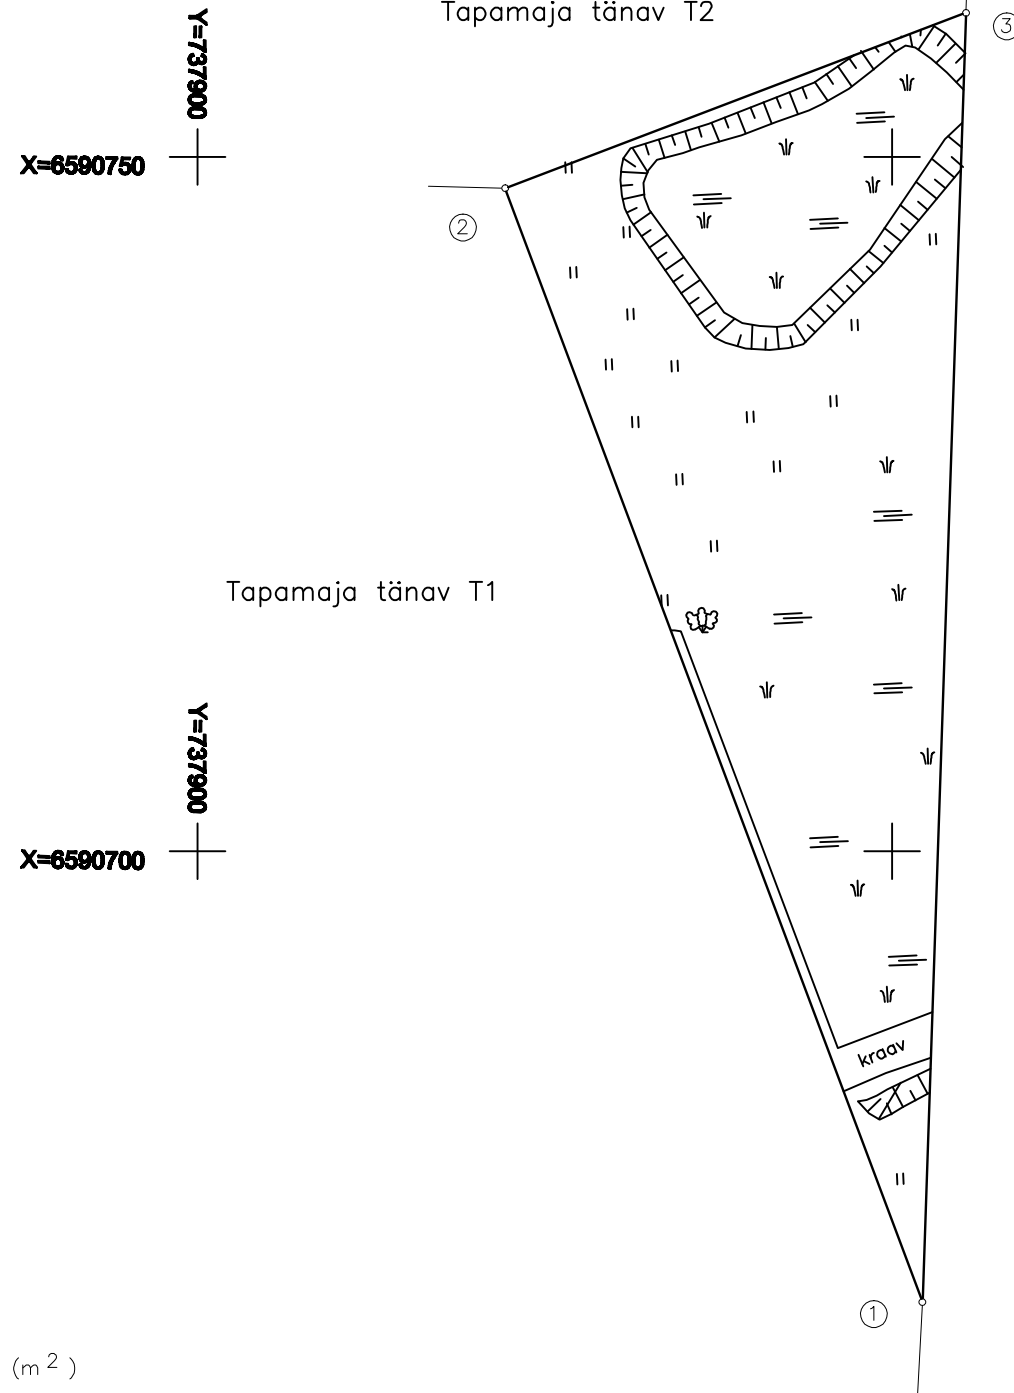 Tapamaja tänav T2
3
Y=737900
X=6590750
2
Tapamaja tänav T1
Y=737900
X=6590700
kraav
1
(m 2 )